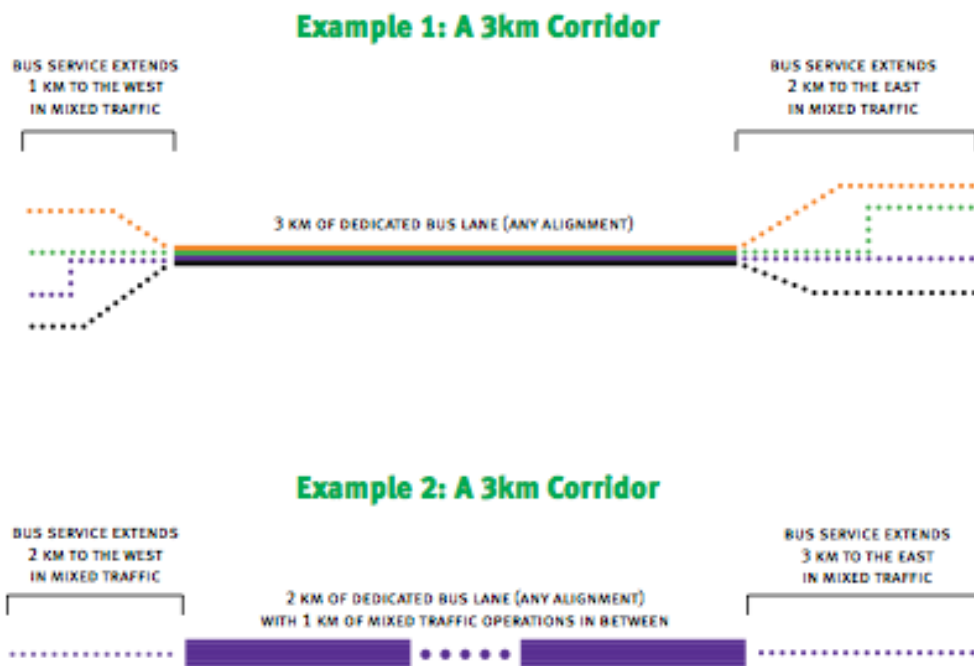 Example 1: A 3km Corridor
BUS SERVICE EXTENDS
1 KM TO THE WEST
IN MIXED TRAFFIC
BUS SERVICE EXTENDS
2 KM TO THE EAST
IN MIXED TRAFFIC
3 KM OF DEDICATED BUS LANE (ANY ALIGNMENT)
Example 2: A 3km Corridor
BUS SERVICE EXTENDS
2 KM TO THE WEST
IN MIXED TRAFFIC
BUS SERVICE EXTENDS
3 KM TO THE EAST
IN MIXED TRAFFIC
2 KM OF DEDICATED BUS LANE (ANY ALIGNMENT)
WITH 1 KM OF MIXED TRAFFIC OPERATIONS IN BETWEEN